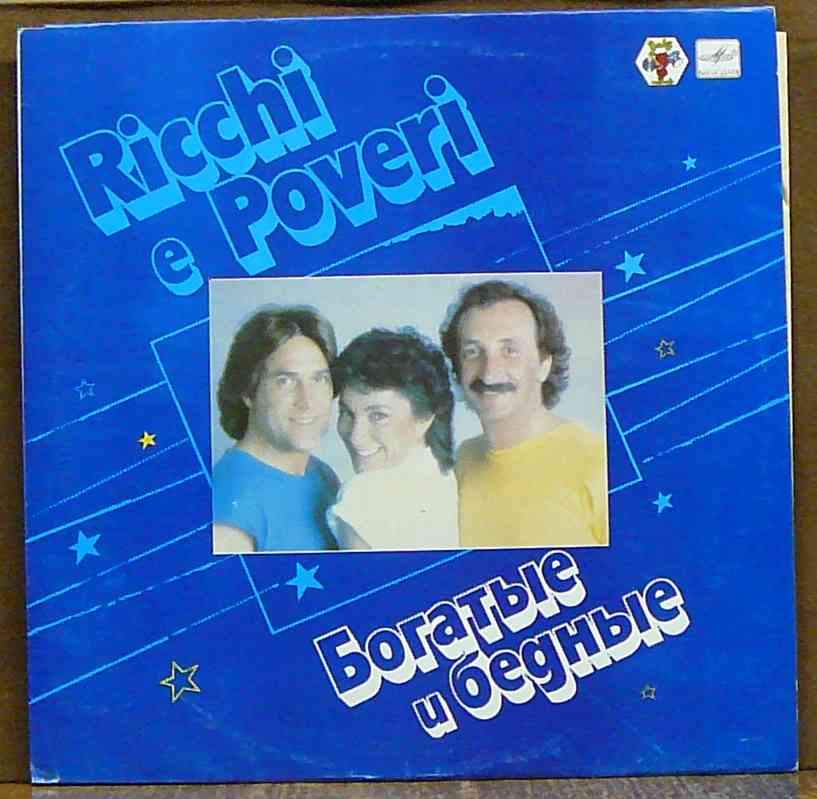 Ricchi
e Poveri
Богатые
и бедные